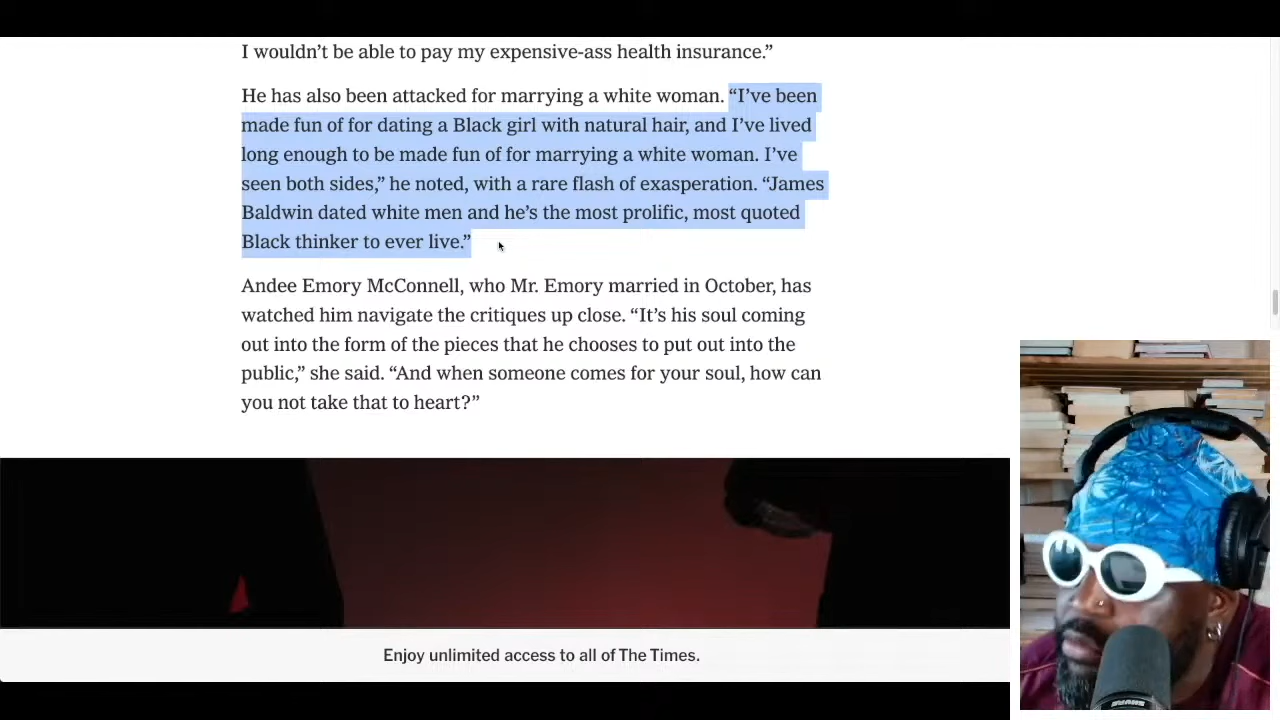 I wouldn’t be able to pay my expensive-ass health insurance.”
He has also been attacked for marrying a white woman. “I’ve been
made fun of for dating a Black girl with natural hair, and I’ve lived
long enough to be made fun of for marrying a white woman. I’ve
seen both sides,” he noted, with a rare flash of exasperation. “James
Baldwin dated white men and he’s the most prolific, most quoted
Black thinker to ever live.”
Andee Emory McConnell, who Mr. Emory married in October, has
watched him navigate the critiques up close. “It’s his soul coming
out into the form of the pieces that he chooses to put out into the
public,” she said. “And when someone comes for your soul, how can
you not take that to heart?”
Enjoy unlimited access to all of The Times.
SHURE